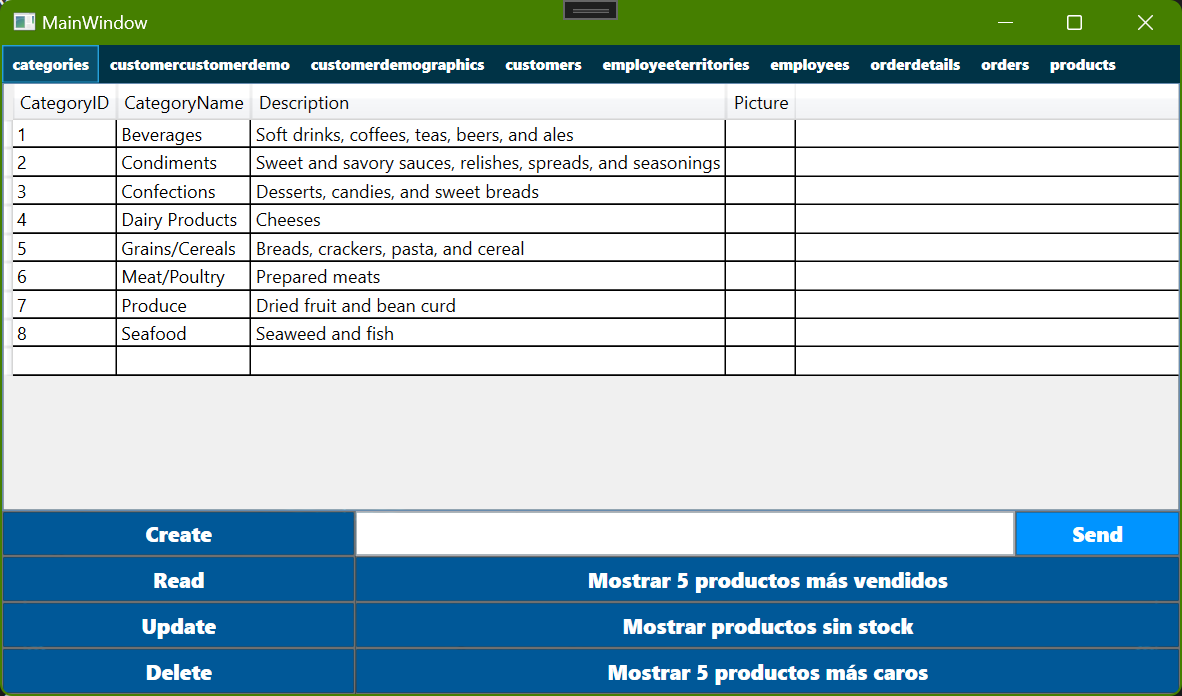 MainWindow
categories customercustomerdemo customerdemographics customers employeeterritories employees orderdetails orders products
CategoryID CategoryName Description Picture
1 Beverages Soft drinks, coffees, teas, beers, and ales
2 Condiments Sweet and savory sauces, relishes, spreads, and seasonings
3 Confections Desserts, candies, and sweet breads
4 Dairy Products Cheeses
5 Grains/Cereals Breads, crackers, pasta, and cereal
6 Meat/Poultry Prepared meats
7 Produce Dried fruit and bean curd
8 Seafood Seaweed and fish
Create Send
Read Mostrar 5 productos más vendidos
Update Mostrar productos sin stock
Delete Mostrar 5 productos más caros